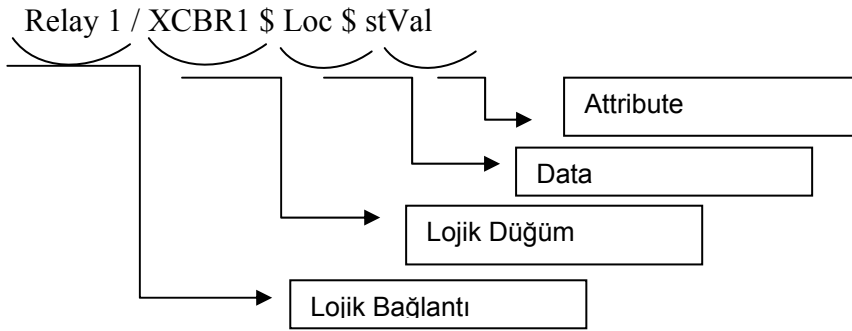 Relay 1 / XCBR1 $ Loc $ stVal
Attribute
Data
Lojik Düğüm
Lojik Bağlantı